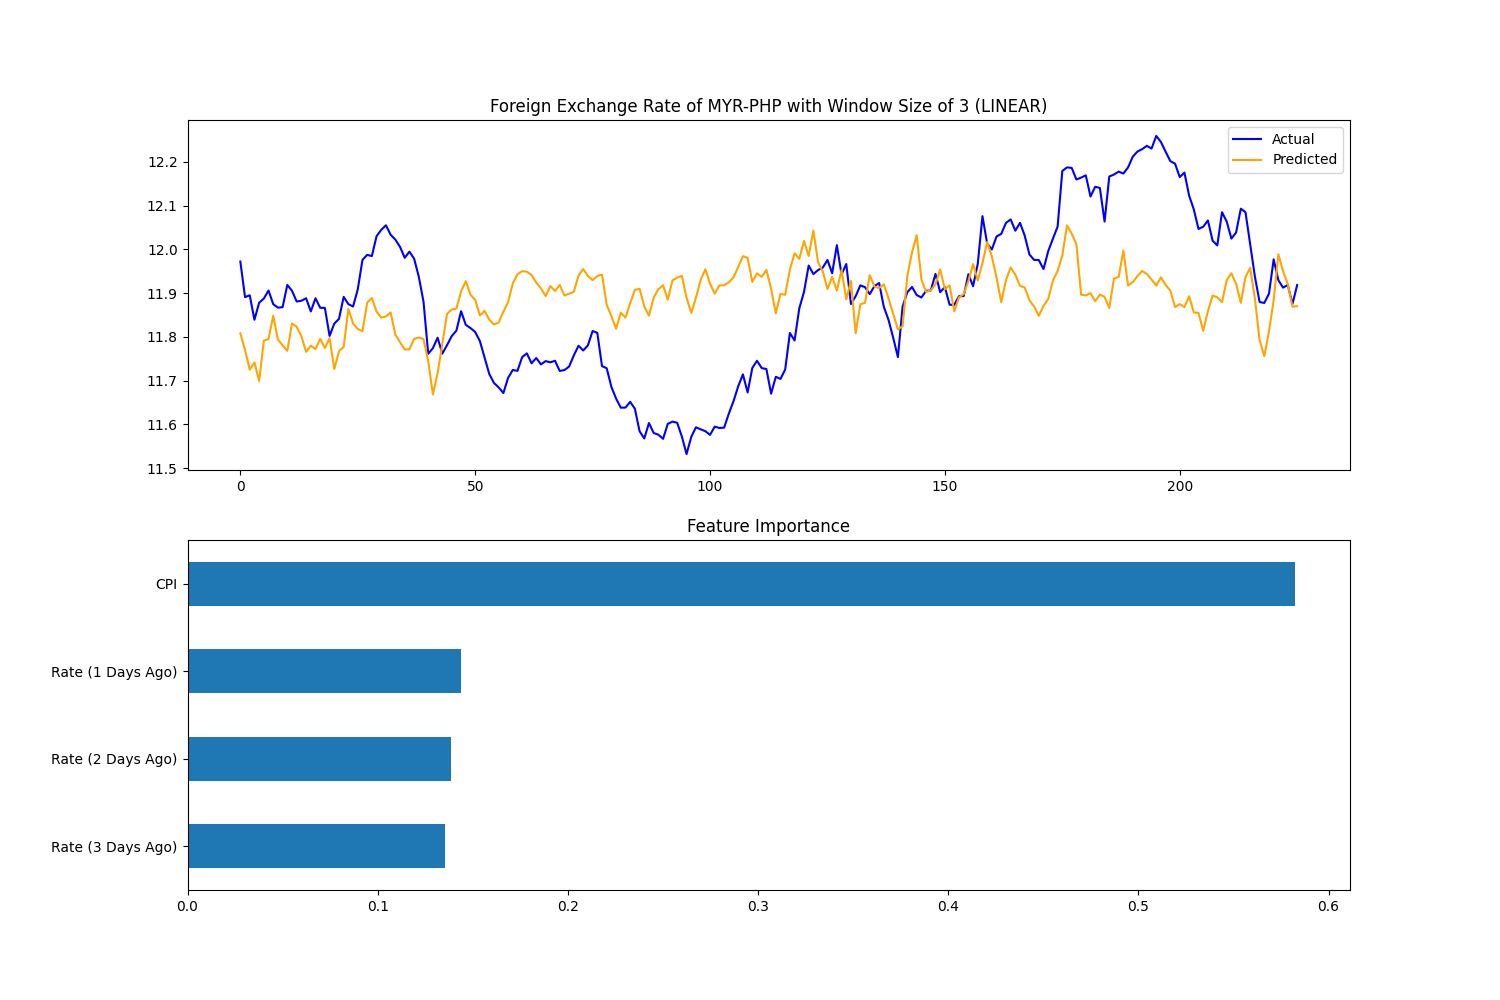 Foreign Exchange Rate of MYR-PHP with Window Size of 3 (LINEAR)
Actual
Predicted
12.2
12.1
12.0
11.9
11.8
11.7
11.6
11.5
0 50 100 150 200
Feature Importance
CPI
Rate (1 Days Ago)
Rate (2 Days Ago)
Rate (3 Days Ago)
0.0 0.1 0.2 0.3 0.4 0.5 0.6